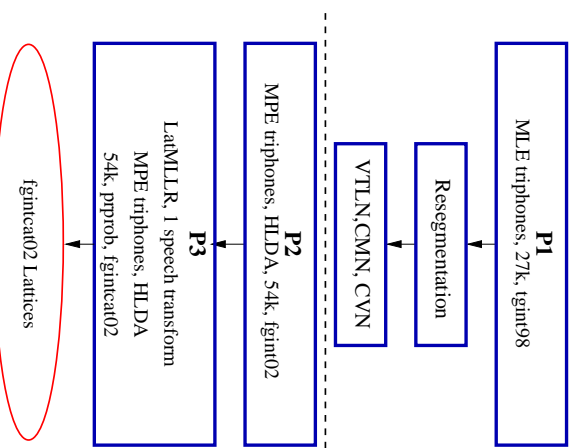 P1
MLE triphones, 27k, tgint98
Resegmentation
VTLN,CMN, CVN
P2
MPE triphones, HLDA, 54k, fgint02
P3
LatMLLR, 1 speech transform
MPE triphones, HLDA
54k, prprob, fgintcat02
fgintcat02 Lattices